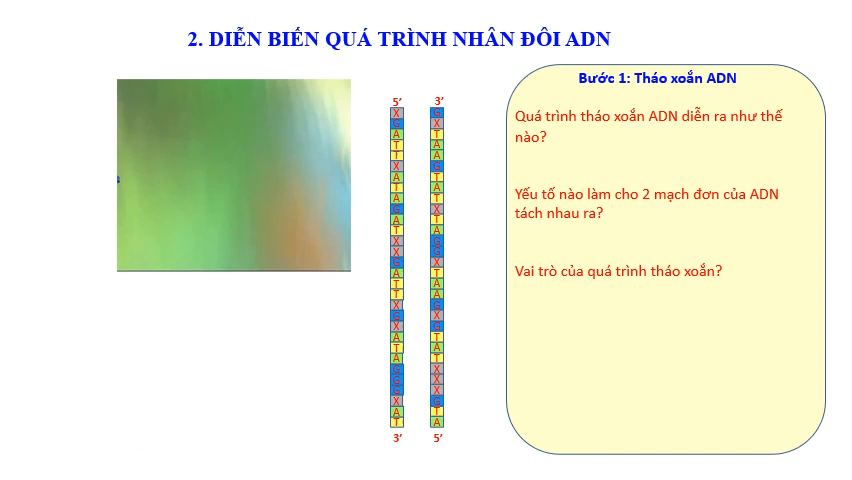 2. DIỄN BIẾN QUÁ TRÌNH NHÂN ĐÔI ADN
5’ 3’
X G
G X
A T
T A
T A
X G
A T
T A
A T
G X
A T
T A
X G
X G
G X
A T
T A
T A
X G
G X
X G
A T
T A
A T
G X
G X
G X
X G
A T
T A
3’ 5’
Bước 1: Tháo xoắn ADN
Quá trình tháo xoắn ADN diễn ra như thế
nào?
Yếu tố nào làm cho 2 mạch đơn của ADN
tách nhau ra?
Vai trò của quá trình tháo xoắn?